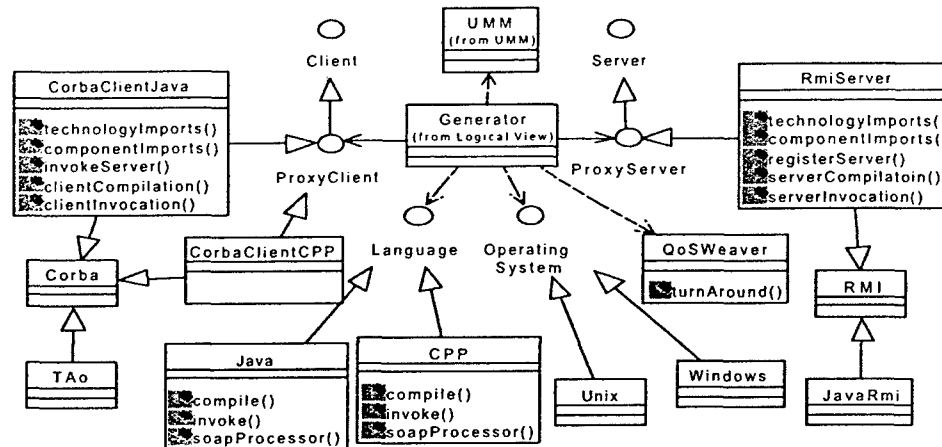 UMM
(from UMM)
Client
Server
CorbaClientJava
technologyImports()
componentImports()
invokeServer()
clientCompilation()
clientInvocation()
Generator
(from Logical View)
RmiServer
technologyImports(
componentImports(
registerServer()
serverCompilatoin()
serverInvocation()
ProxyClient
ProxyServer
Corba
CorbaClientCPP
Language
Operating
System
QoSWeaver
turnAround()
RMI
TAo
Java
compile()
invoke()
soapProcessor()
CPP
compile()
invoke()
soapProcessor()
Unix
Windows
JavaRmi